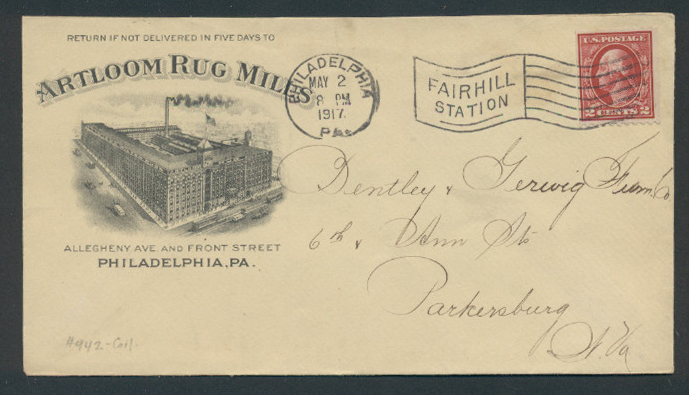 RETURN IF NOT DELIVERED IN FIVE DAYS TO
ARTLOOM RUG MILLS
ALLEGHENY AVE. AND FRONT STREET
PHILADELPHIA, PA.
PHILADELPHIA
MAY 2
8 PM
1917
PA.
FAIRHILL
STATION
U.S. POSTAGE
2 CENTS 2
Dentley & Gerwig Furn. Co
6th & Ann Sts
Parkersburg
W. Va
#942-Coil